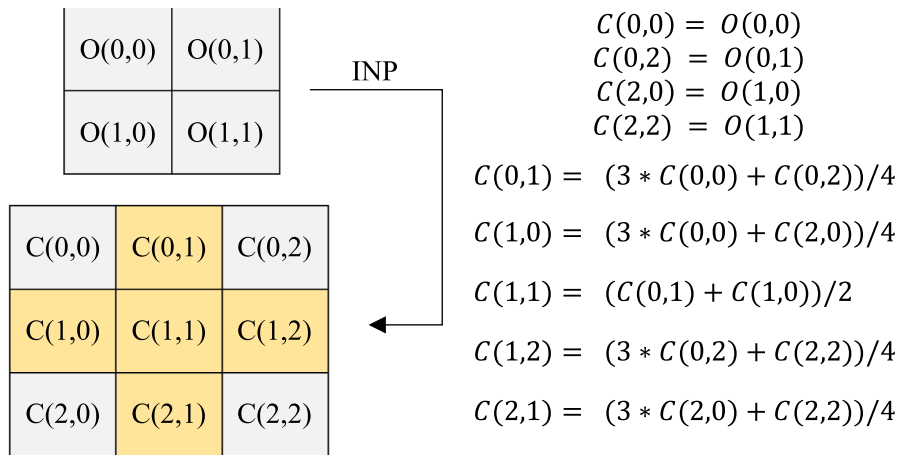 O(0,0) O(0,1)
O(1,0) O(1,1)
INP
C(0,0) C(0,1) C(0,2)
C(1,0) C(1,1) C(1,2)
C(2,0) C(2,1) C(2,2)
C(0,0) = O(0,0)
C(0,2) = O(0,1)
C(2,0) = O(1,0)
C(2,2) = O(1,1)
C(0,1) = (3 * C(0,0) + C(0,2))/4
C(1,0) = (3 * C(0,0) + C(2,0))/4
C(1,1) = (C(0,1) + C(1,0))/2
C(1,2) = (3 * C(0,2) + C(2,2))/4
C(2,1) = (3 * C(2,0) + C(2,2))/4